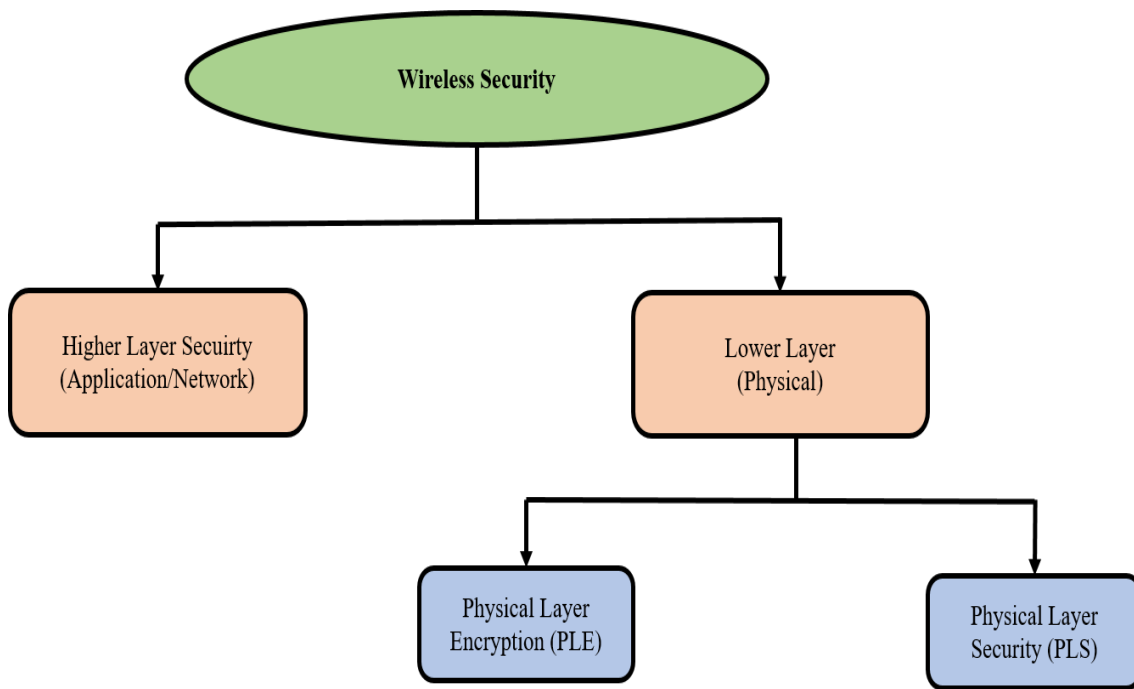 Wireless Security
Higher Layer Secuirty
(Application/Network)
Lower Layer
(Physical)
Physical Layer
Encryption (PLE)
Physical Layer
Security (PLS)